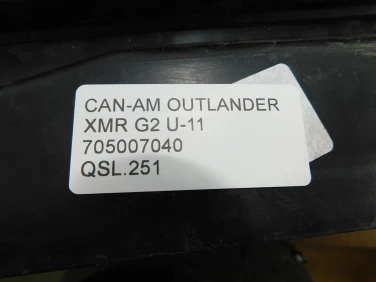 CAN-AM OUTLANDER
XMR G2 U-11
705007040
QSL.251